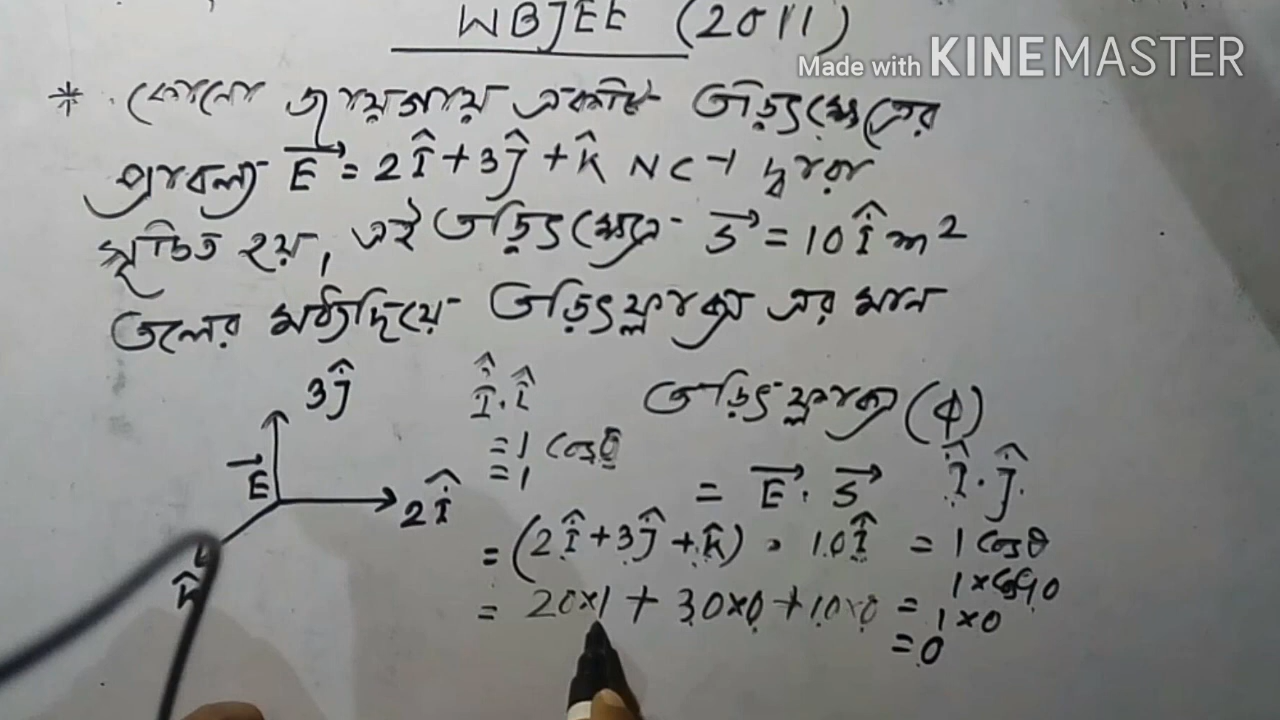 WBJEE (2011)
Made with KINEMASTER
* কোনো জায়গায় একটি তড়িৎক্ষেত্রের
প্রাবল্য E⃗ = 2î + 3ĵ + k̂ NC⁻¹ দ্বারা
সূচিত হয়, এই তড়িৎক্ষেত্রে S⃗ = 10î m²
তলের মধ্যদিয়ে তড়িৎফ্লাক্স এর মান
3ĵ
E⃗
2î
k̂
î . î
= 1 cos0
= 1
তড়িৎফ্লাক্স (ϕ)
= E⃗ . S⃗
= (2î + 3ĵ + k̂) . 10î
= 20×1 + 30×0 + 10×0
î . ĵ
= 1 cosθ
1×cos90
= 1×0
= 0